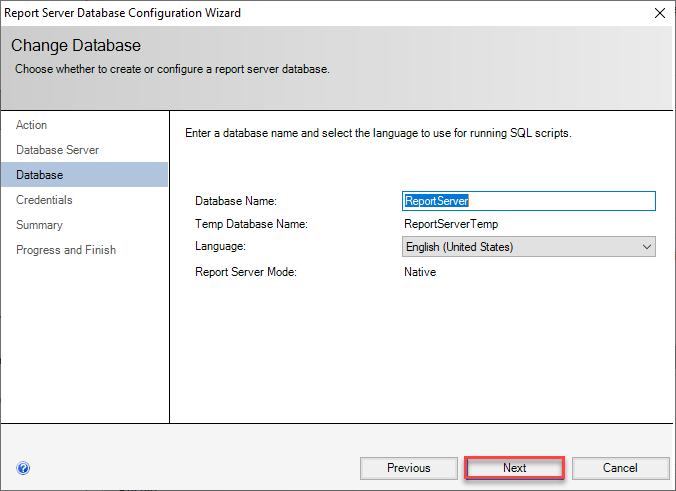 Report Server Database Configuration Wizard
Change Database
Choose whether to create or configure a report server database.
Action
Database Server
Database
Credentials
Summary
Progress and Finish
Enter a database name and select the language to use for running SQL scripts.
Database Name: ReportServer
Temp Database Name: ReportServerTemp
Language: English (United States)
Report Server Mode: Native
? Previous Next Cancel